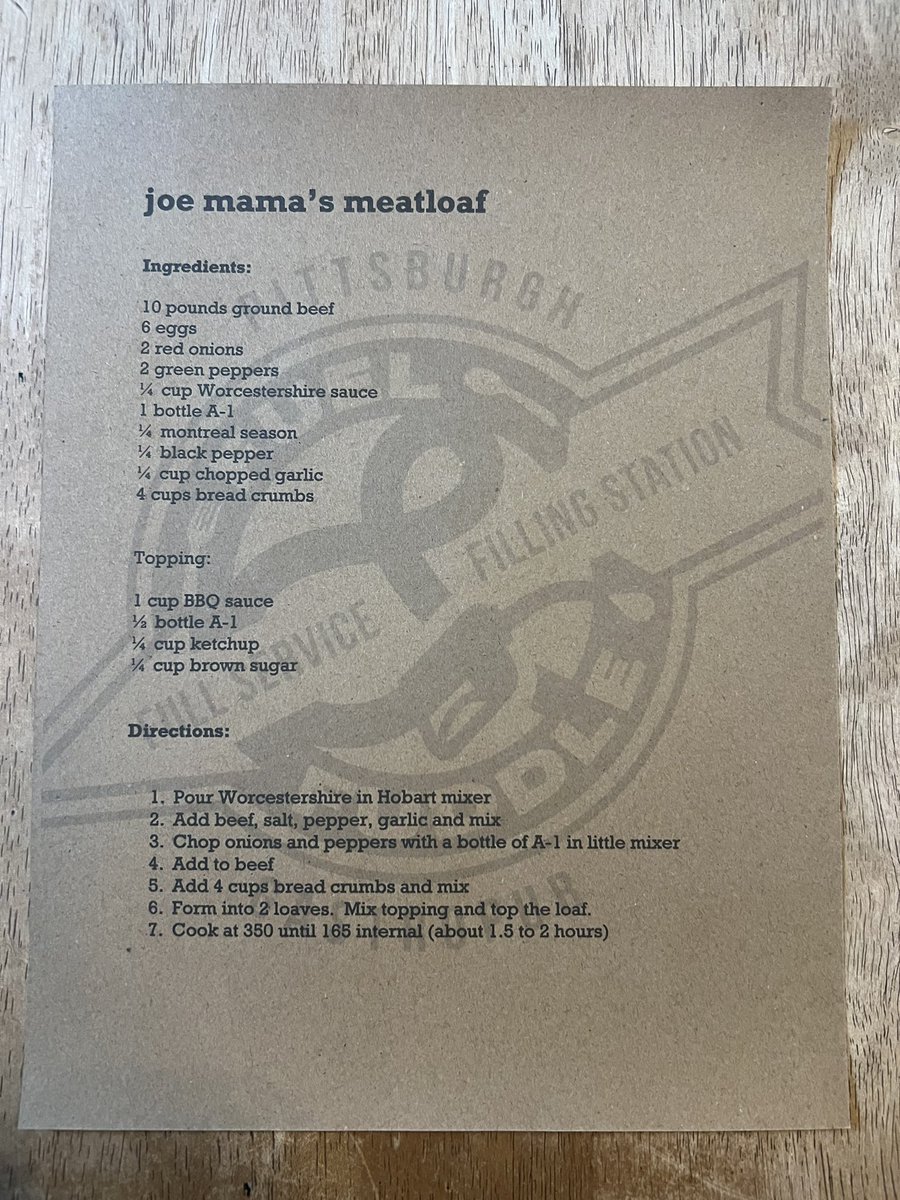 joe mama's meatloaf
Ingredients:
10 pounds ground beef
6 eggs
2 red onions
2 green peppers
¼ cup Worcestershire sauce
1 bottle A-1
¼ montreal season
¼ black pepper
¼ cup chopped garlic
4 cups bread crumbs
Topping:
1 cup BBQ sauce
½ bottle A-1
¼ cup ketchup
¼ cup brown sugar
Directions:
1. Pour Worcestershire in Hobart mixer
2. Add beef, salt, pepper, garlic and mix
3. Chop onions and peppers with a bottle of A-1 in little mixer
4. Add to beef
5. Add 4 cups bread crumbs and mix
6. Form into 2 loaves. Mix topping and top the loaf.
7. Cook at 350 until 165 internal (about 1.5 to 2 hours)
PITTSBURGH
FULL SERVICE FILLING STATION